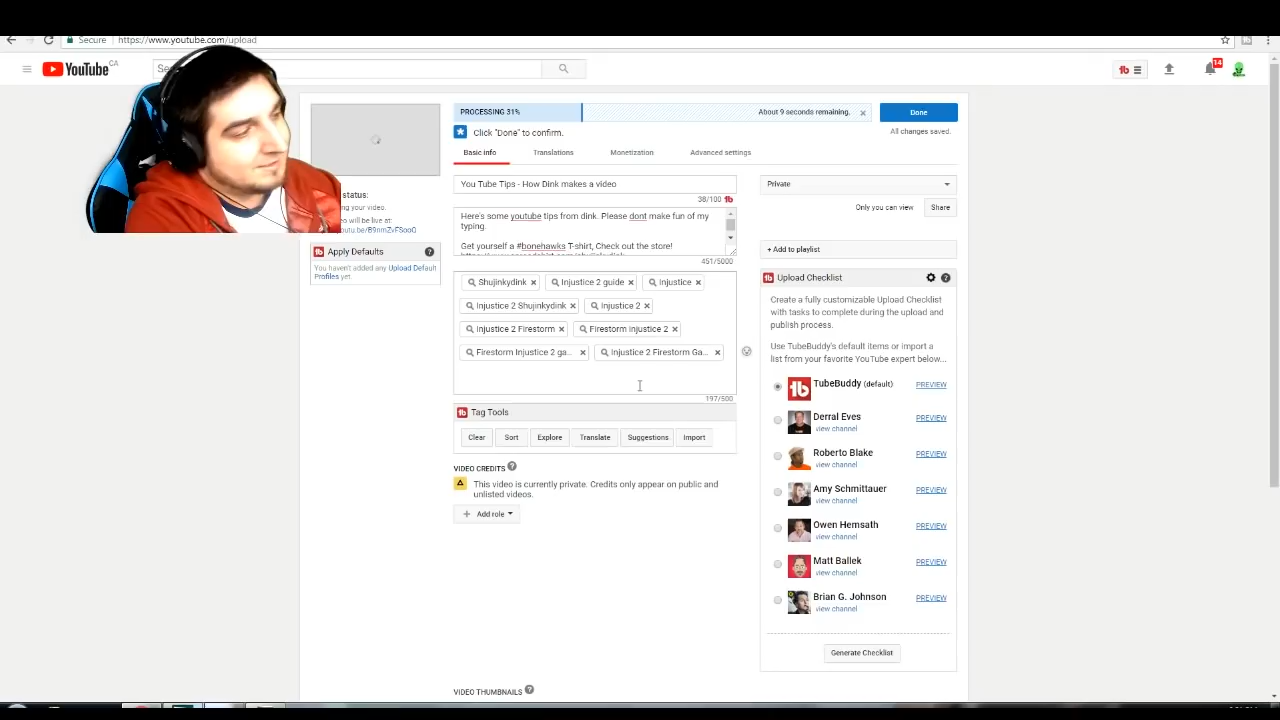 Secure https://www.youtube.com/upload
YouTube CA
Se
14
PROCESSING 31% About 9 seconds remaining.
Done
Click "Done" to confirm.
All changes saved.
Basic info Translations Monetization Advanced settings
You Tube Tips - How Dink makes a video
38/100
Private
Only you can view Share
Here's some youtube tips from dink. Please dont make fun of my
typing.
Get yourself a #bonehawks T-shirt, Check out the store!
451/5000
+ Add to playlist
status:
ng your video.
eo will be live at:
utu.be/B9nmZvFSooQ
Apply Defaults
You haven't added any Upload Default
Profiles yet.
Shujinkydink Injustice 2 guide Injustice
Injustice 2 Shujinkydink Injustice 2
Injustice 2 Firestorm Firestorm injustice 2
Firestorm Injustice 2 ga... Injustice 2 Firestorm Ga...
197/500
Tag Tools
Clear Sort Explore Translate Suggestions Import
VIDEO CREDITS
This video is currently private. Credits only appear on public and
unlisted videos.
Add role
VIDEO THUMBNAILS
Upload Checklist
Create a fully customizable Upload Checklist
with tasks to complete during the upload and
publish process.
Use TubeBuddy's default items or import a
list from your favorite YouTube expert below...
TubeBuddy (default) PREVIEW
Derral Eves PREVIEW
view channel
Roberto Blake PREVIEW
view channel
Amy Schmittauer PREVIEW
view channel
Owen Hemsath PREVIEW
view channel
Matt Ballek PREVIEW
view channel
Brian G. Johnson PREVIEW
view channel
Generate Checklist